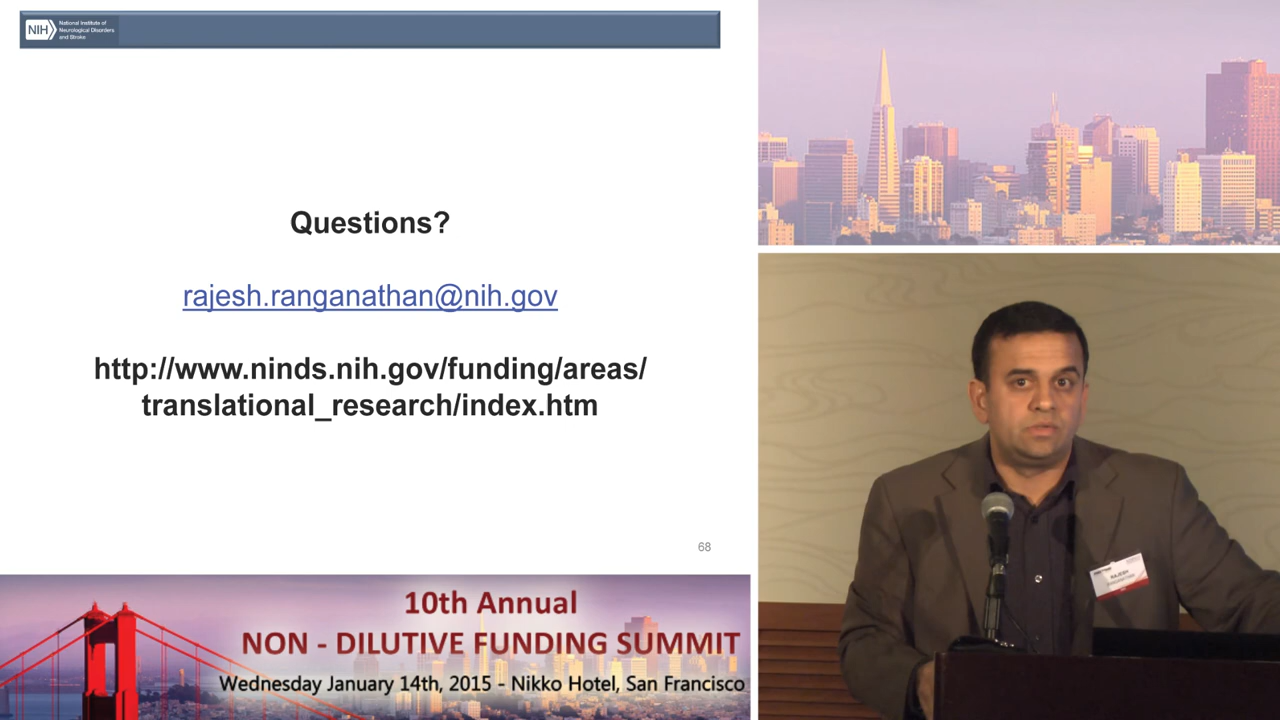 NIH
National Institute of
Neurological Disorders
and Stroke
Questions?
rajesh.ranganathan@nih.gov
http://www.ninds.nih.gov/funding/areas/
translational_research/index.htm
68
10th Annual
NON - DILUTIVE FUNDING SUMMIT
Wednesday January 14th, 2015 - Nikko Hotel, San Francisco
RAJESH